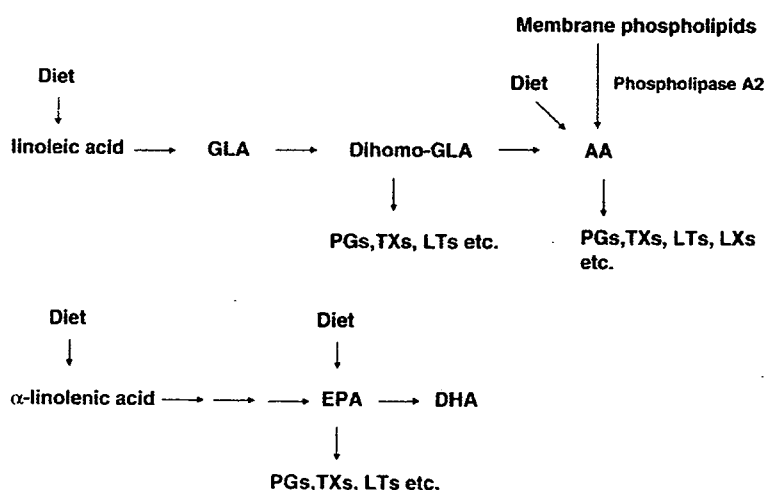 Membrane phospholipids
Diet
Diet
Phospholipase A2
linoleic acid
GLA
Dihomo-GLA
AA
PGs,TXs, LTs etc.
PGs,TXs, LTs, LXs
etc.
Diet
Diet
α-linolenic acid
EPA
DHA
PGs,TXs, LTs etc.